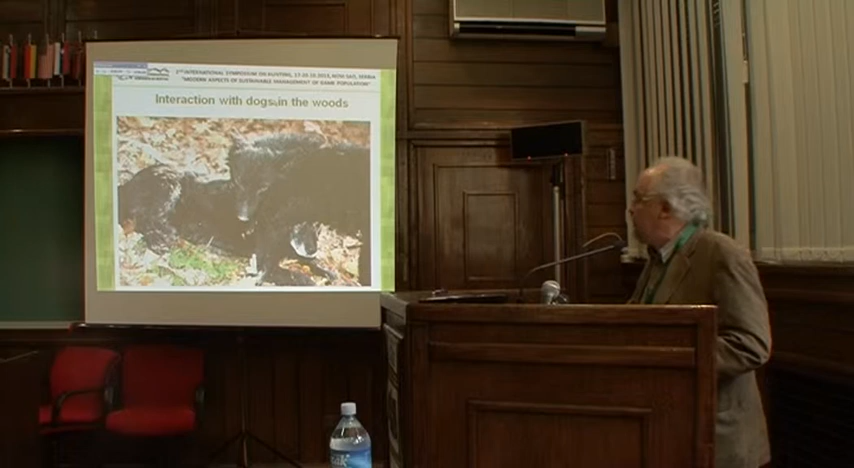 2nd INTERNATIONAL SYMPOSIUM ON HUNTING, 17-20.10.2013, NOVI SAD, SERBIA
"MODERN ASPECTS OF SUSTAINABLE MANAGEMENT OF GAME POPULATION"
Interaction with dogs in the woods